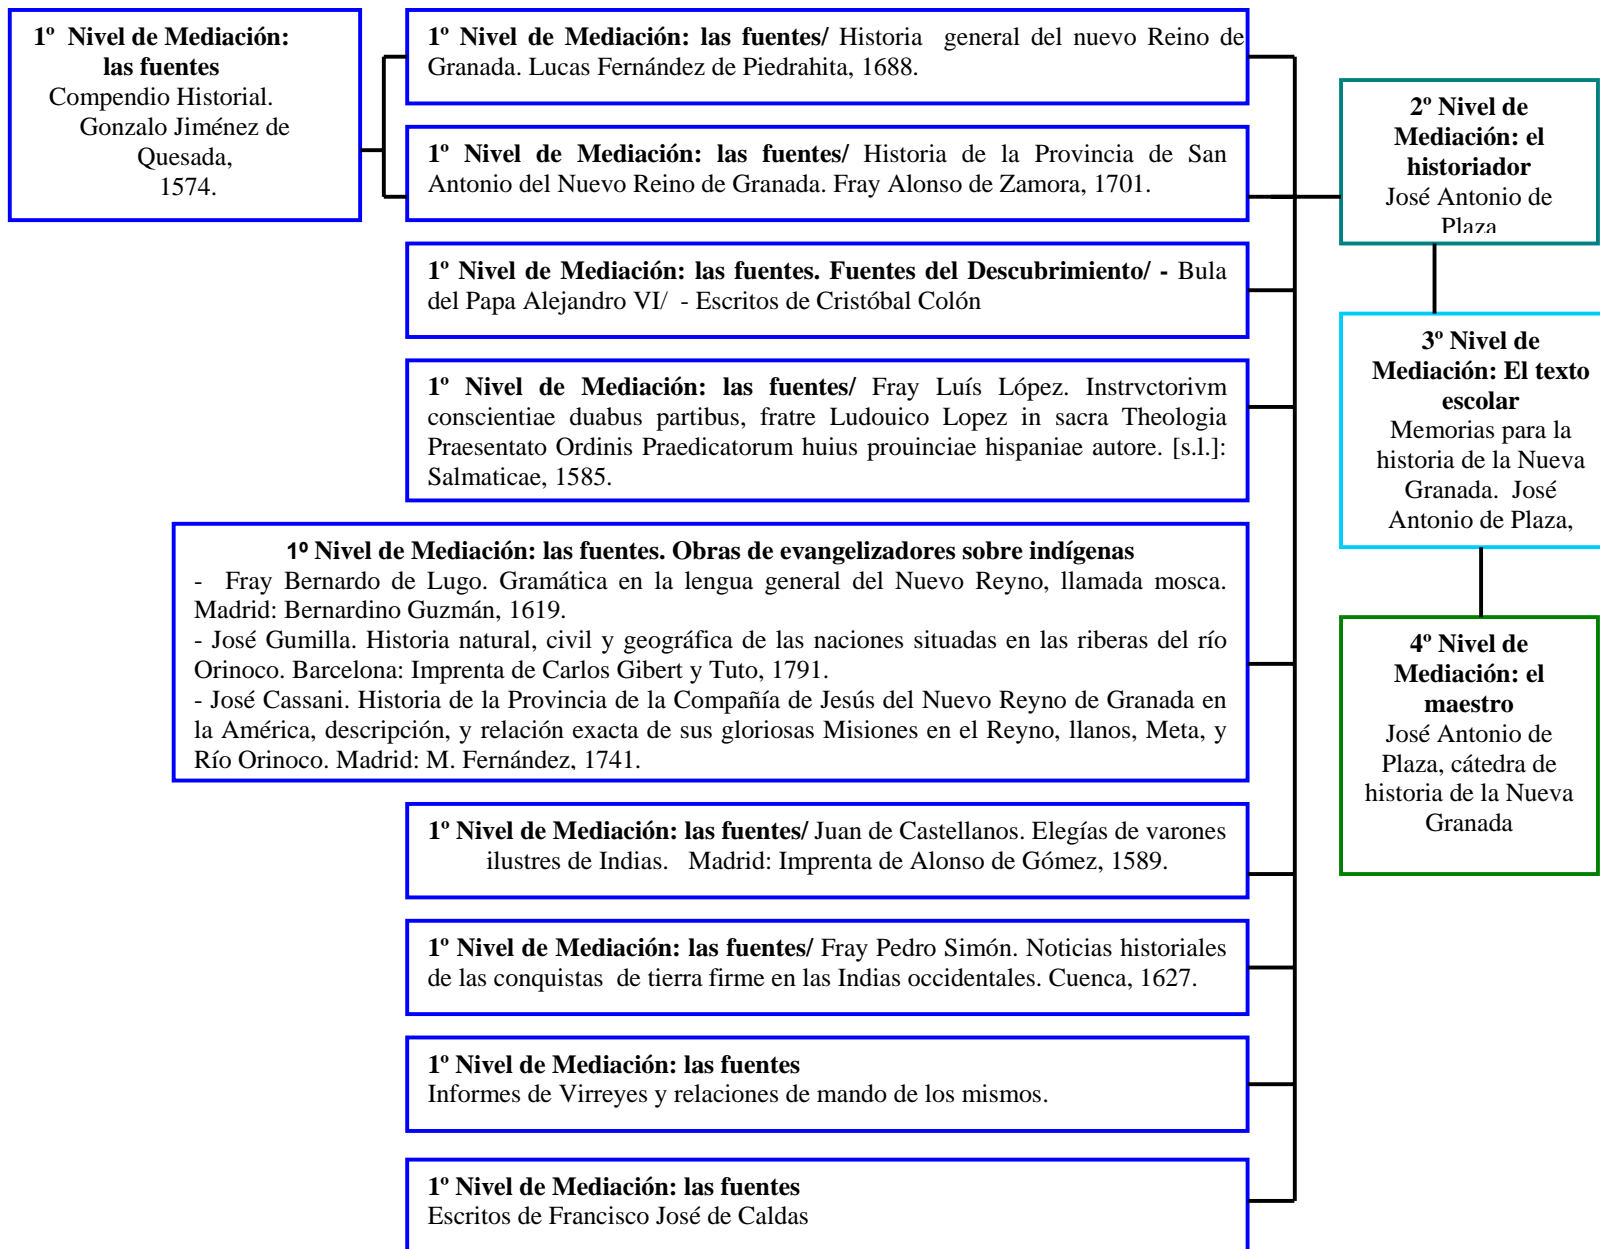 1º Nivel de Mediación:
las fuentes
Compendio Historial.
Gonzalo Jiménez de
Quesada,
1574.
1º Nivel de Mediación: las fuentes/ Historia general del nuevo Reino de
Granada. Lucas Fernández de Piedrahita, 1688.
1º Nivel de Mediación: las fuentes/ Historia de la Provincia de San
Antonio del Nuevo Reino de Granada. Fray Alonso de Zamora, 1701.
1º Nivel de Mediación: las fuentes. Fuentes del Descubrimiento/ - Bula
del Papa Alejandro VI/ - Escritos de Cristóbal Colón
1º Nivel de Mediación: las fuentes/ Fray Luís López. Instrvctorivm
conscientiae duabus partibus, fratre Ludouico Lopez in sacra Theologia
Praesentato Ordinis Praedicatorum huius prouinciae hispaniae autore. [s.l.]:
Salmaticae, 1585.
1º Nivel de Mediación: las fuentes. Obras de evangelizadores sobre indígenas
- Fray Bernardo de Lugo. Gramática en la lengua general del Nuevo Reyno, llamada mosca.
Madrid: Bernardino Guzmán, 1619.
- José Gumilla. Historia natural, civil y geográfica de las naciones situadas en las riberas del río
Orinoco. Barcelona: Imprenta de Carlos Gibert y Tuto, 1791.
- José Cassani. Historia de la Provincia de la Compañía de Jesús del Nuevo Reyno de Granada en
la América, descripción, y relación exacta de sus gloriosas Misiones en el Reyno, llanos, Meta, y
Río Orinoco. Madrid: M. Fernández, 1741.
1º Nivel de Mediación: las fuentes/ Juan de Castellanos. Elegías de varones
ilustres de Indias. Madrid: Imprenta de Alonso de Gómez, 1589.
1º Nivel de Mediación: las fuentes/ Fray Pedro Simón. Noticias historiales
de las conquistas de tierra firme en las Indias occidentales. Cuenca, 1627.
1º Nivel de Mediación: las fuentes
Informes de Virreyes y relaciones de mando de los mismos.
1º Nivel de Mediación: las fuentes
Escritos de Francisco José de Caldas
2º Nivel de
Mediación: el
historiador
José Antonio de
Plaza
3º Nivel de
Mediación: El texto
escolar
Memorias para la
historia de la Nueva
Granada. José
Antonio de Plaza,
4º Nivel de
Mediación: el
maestro
José Antonio de
Plaza, cátedra de
historia de la Nueva
Granada